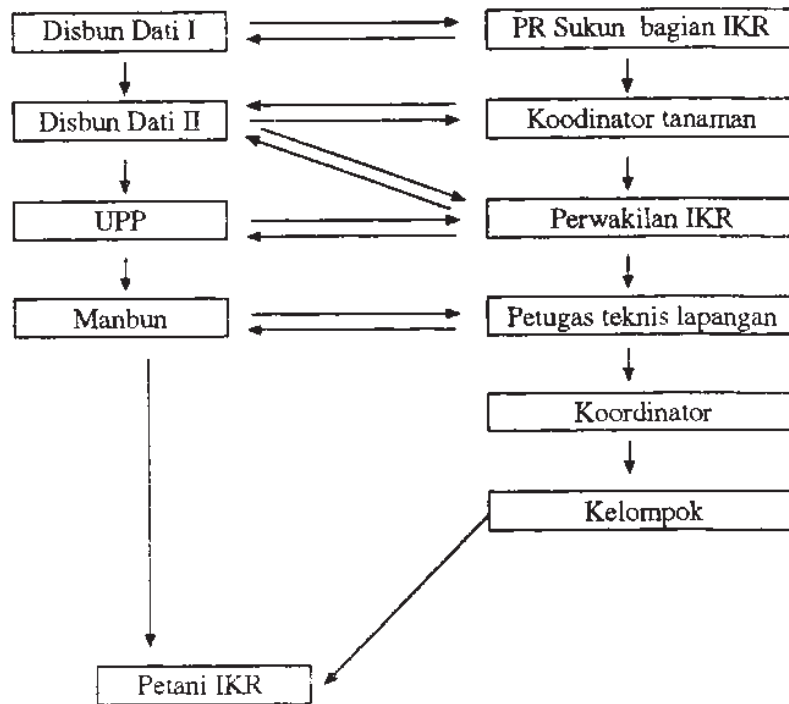 Disbun Dati I
PR Sukun bagian IKR
Disbun Dati II
Koodinator tanaman
UPP
Perwakilan IKR
Manbun
Petugas teknis lapangan
Koordinator
Kelompok
Petani IKR